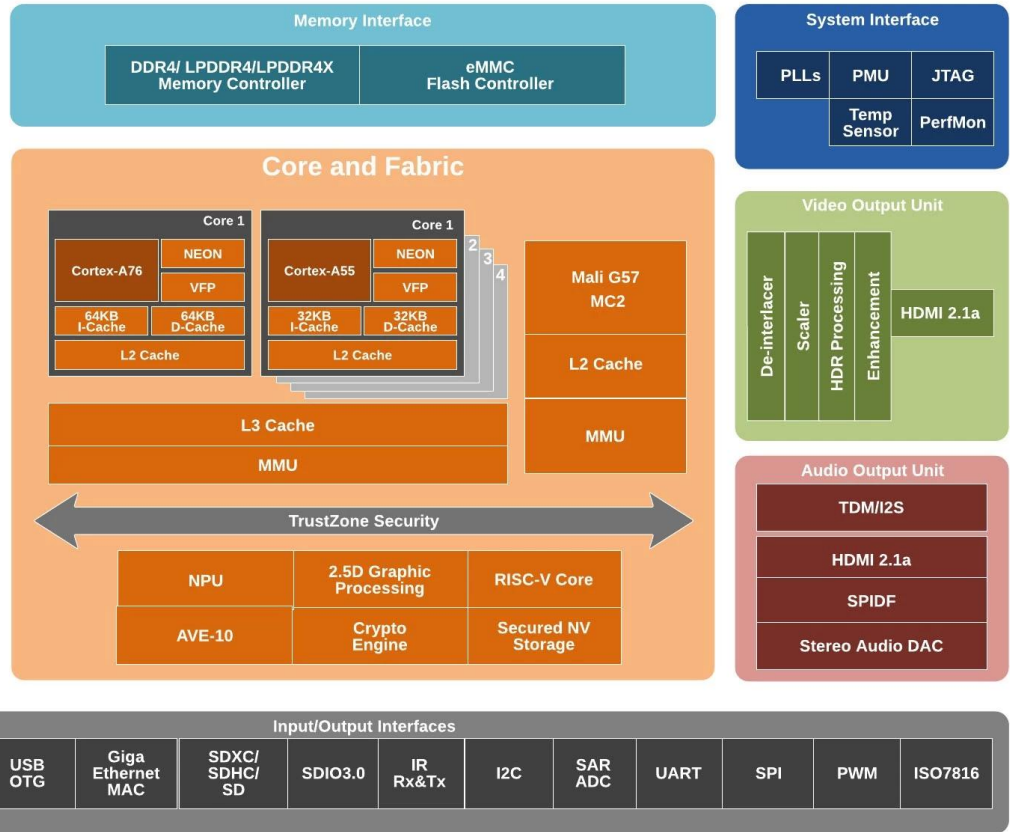 Memory Interface
DDR4/ LPDDR4/LPDDR4X
Memory Controller
eMMC
Flash Controller
System Interface
PLLs
PMU
JTAG
Temp
Sensor
PerfMon
Core and Fabric
Core 1
Cortex-A76
NEON
VFP
64KB
I-Cache
64KB
D-Cache
L2 Cache
Core 1
Cortex-A55
NEON
VFP
32KB
I-Cache
32KB
D-Cache
L2 Cache
2
3
4
Mali G57
MC2
L2 Cache
MMU
L3 Cache
MMU
TrustZone Security
NPU
2.5D Graphic
Processing
RISC-V Core
AVE-10
Crypto
Engine
Secured NV
Storage
Video Output Unit
De-interlacer
Scaler
HDR Processing
Enhancement
HDMI 2.1a
Audio Output Unit
TDM/I2S
HDMI 2.1a
SPIDF
Stereo Audio DAC
Input/Output Interfaces
USB
OTG
Giga
Ethernet
MAC
SDXC/
SDHC/
SD
SDIO3.0
IR
Rx&Tx
I2C
SAR
ADC
UART
SPI
PWM
ISO7816